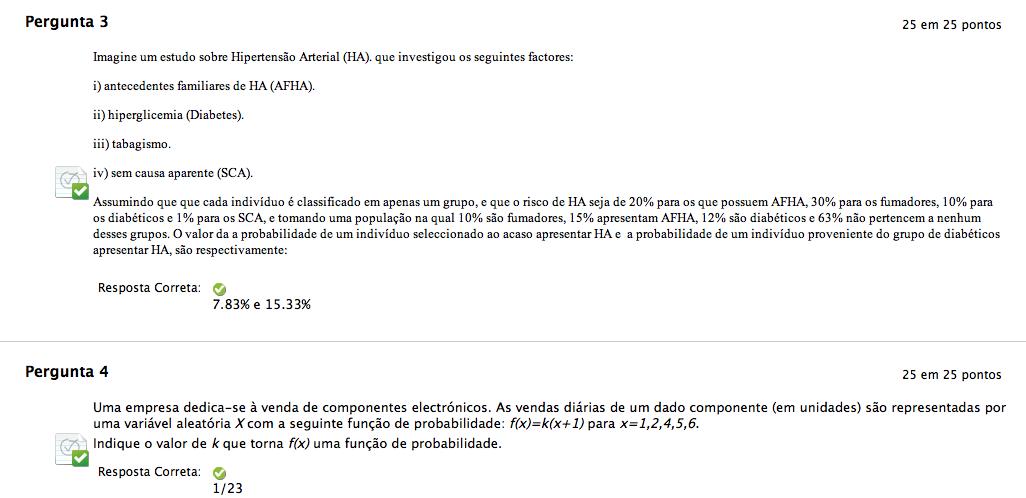 Pergunta 3
25 em 25 pontos
Imagine um estudo sobre Hipertensão Arterial (HA). que investigou os seguintes factores:
i) antecedentes familiares de HA (AFHA).
ii) hiperglicemia (Diabetes).
iii) tabagismo.
iv) sem causa aparente (SCA).
Assumindo que que cada indivíduo é classificado em apenas um grupo, e que o risco de HA seja de 20% para os que possuem AFHA, 30% para os fumadores, 10% para
os diabéticos e 1% para os SCA, e tomando uma população na qual 10% são fumadores, 15% apresentam AFHA, 12% são diabéticos e 63% não pertencem a nenhum
desses grupos. O valor da a probabilidade de um indivíduo seleccionado ao acaso apresentar HA e a probabilidade de um indivíduo proveniente do grupo de diabéticos
apresentar HA, são respectivamente:
Resposta Correta:
7.83% e 15.33%
Pergunta 4
25 em 25 pontos
Uma empresa dedica-se à venda de componentes electrónicos. As vendas diárias de um dado componente (em unidades) são representadas por
uma variável aleatória X com a seguinte função de probabilidade: f(x)=k(x+1) para x=1,2,4,5,6.
Indique o valor de k que torna f(x) uma função de probabilidade.
Resposta Correta:
1/23